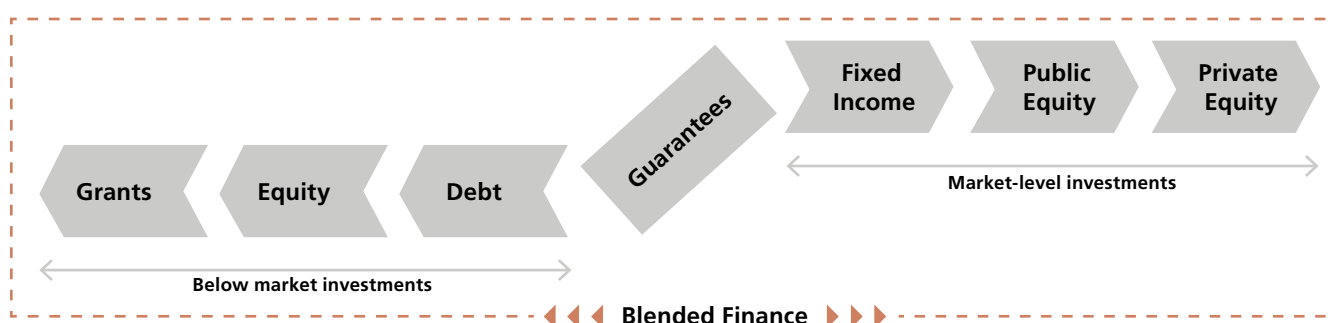 Grants
Equity
Debt
Guarantees
Fixed
Income
Public
Equity
Private
Equity
Below market investments
Market-level investments
Blended Finance